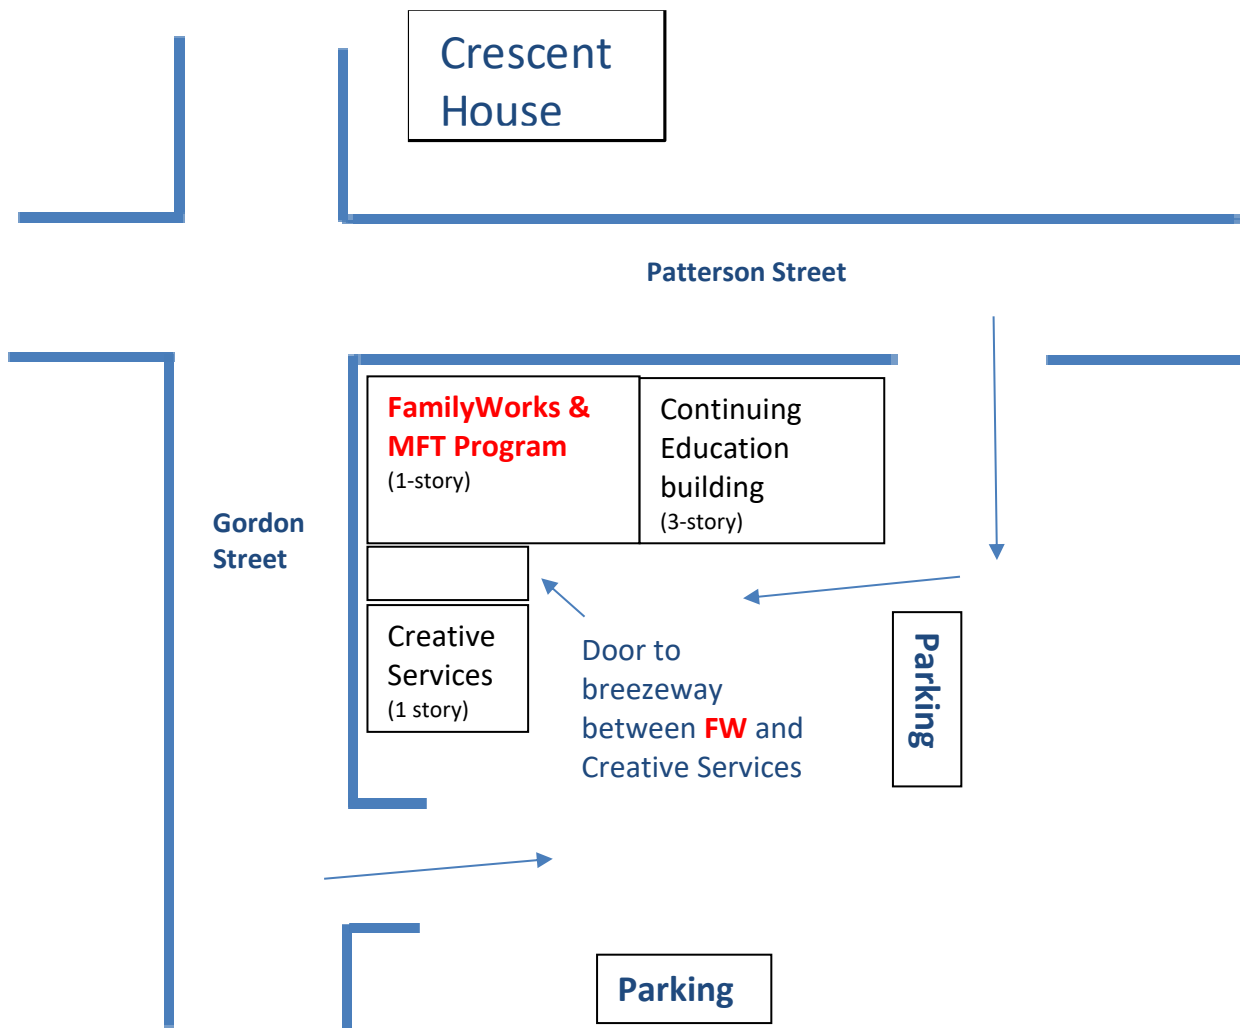 Crescent
House
Patterson Street
FamilyWorks &
MFT Program
(1-story)
Continuing
Education
building
(3-story)
Gordon
Street
Creative
Services
(1 story)
Door to
breezeway
between FW and
Creative Services
Parking
Parking